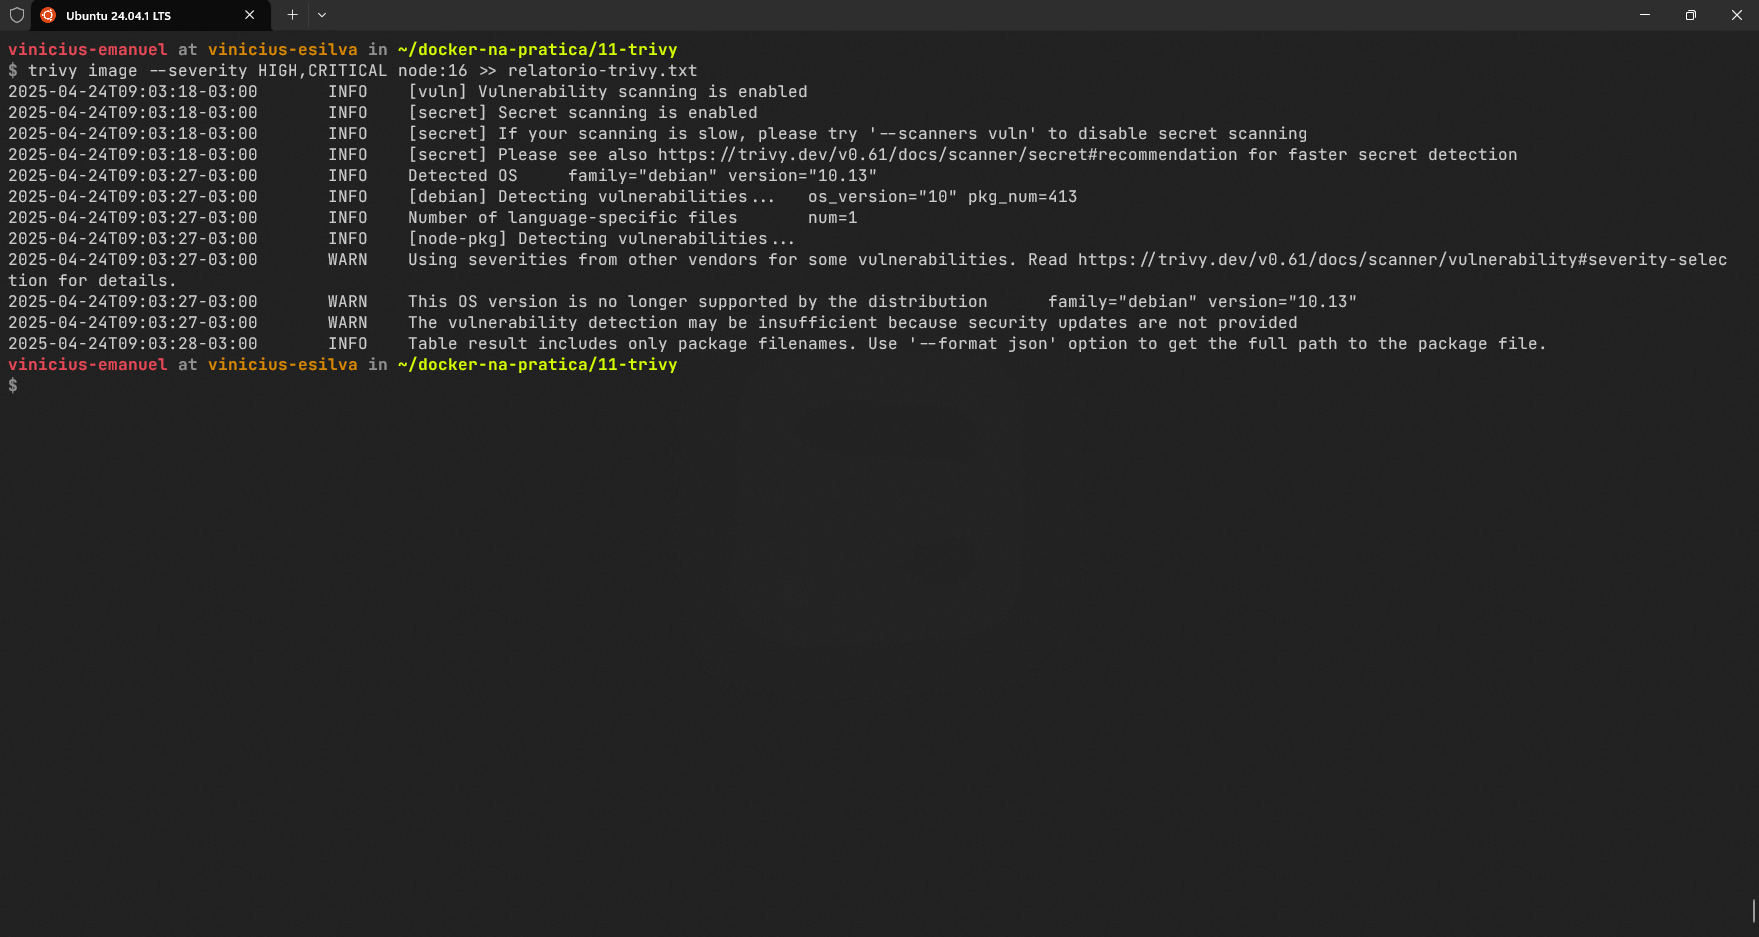 Ubuntu 24.04.1 LTS
vinicius-emanuel at vinicius-esilva in ~/docker-na-pratica/11-trivy
$ trivy image --severity HIGH,CRITICAL node:16 >> relatorio-trivy.txt
2025-04-24T09:03:18-03:00	INFO	[vuln] Vulnerability scanning is enabled
2025-04-24T09:03:18-03:00	INFO	[secret] Secret scanning is enabled
2025-04-24T09:03:18-03:00	INFO	[secret] If your scanning is slow, please try '--scanners vuln' to disable secret scanning
2025-04-24T09:03:18-03:00	INFO	[secret] Please see also https://trivy.dev/v0.61/docs/scanner/secret#recommendation for faster secret detection
2025-04-24T09:03:27-03:00	INFO	Detected OS	family="debian" version="10.13"
2025-04-24T09:03:27-03:00	INFO	[debian] Detecting vulnerabilities...	os_version="10" pkg_num=413
2025-04-24T09:03:27-03:00	INFO	Number of language-specific files	num=1
2025-04-24T09:03:27-03:00	INFO	[node-pkg] Detecting vulnerabilities...
2025-04-24T09:03:27-03:00	WARN	Using severities from other vendors for some vulnerabilities. Read https://trivy.dev/v0.61/docs/scanner/vulnerability#severity-selec
tion for details.
2025-04-24T09:03:27-03:00	WARN	This OS version is no longer supported by the distribution	family="debian" version="10.13"
2025-04-24T09:03:27-03:00	WARN	The vulnerability detection may be insufficient because security updates are not provided
2025-04-24T09:03:28-03:00	INFO	Table result includes only package filenames. Use '--format json' option to get the full path to the package file.
vinicius-emanuel at vinicius-esilva in ~/docker-na-pratica/11-trivy
$